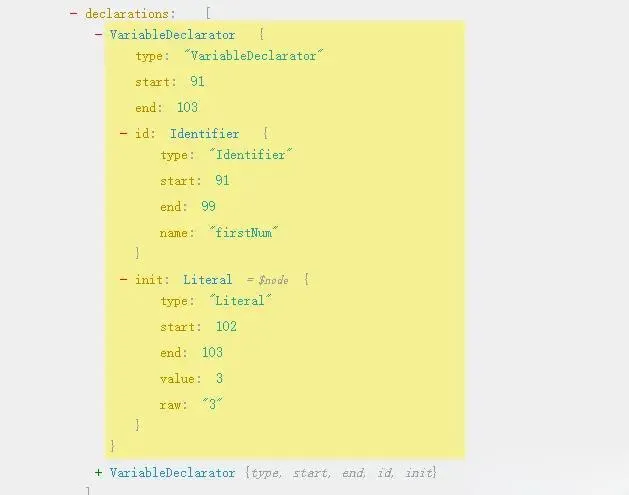 - declarations: [
- VariableDeclarator {
type: "VariableDeclarator"
start: 91
end: 103
- id: Identifier {
type: "Identifier"
start: 91
end: 99
name: "firstNum"
}
- init: Literal = $node {
type: "Literal"
start: 102
end: 103
value: 3
raw: "3"
}
}
+ VariableDeclarator {type, start, end, id, init}
]